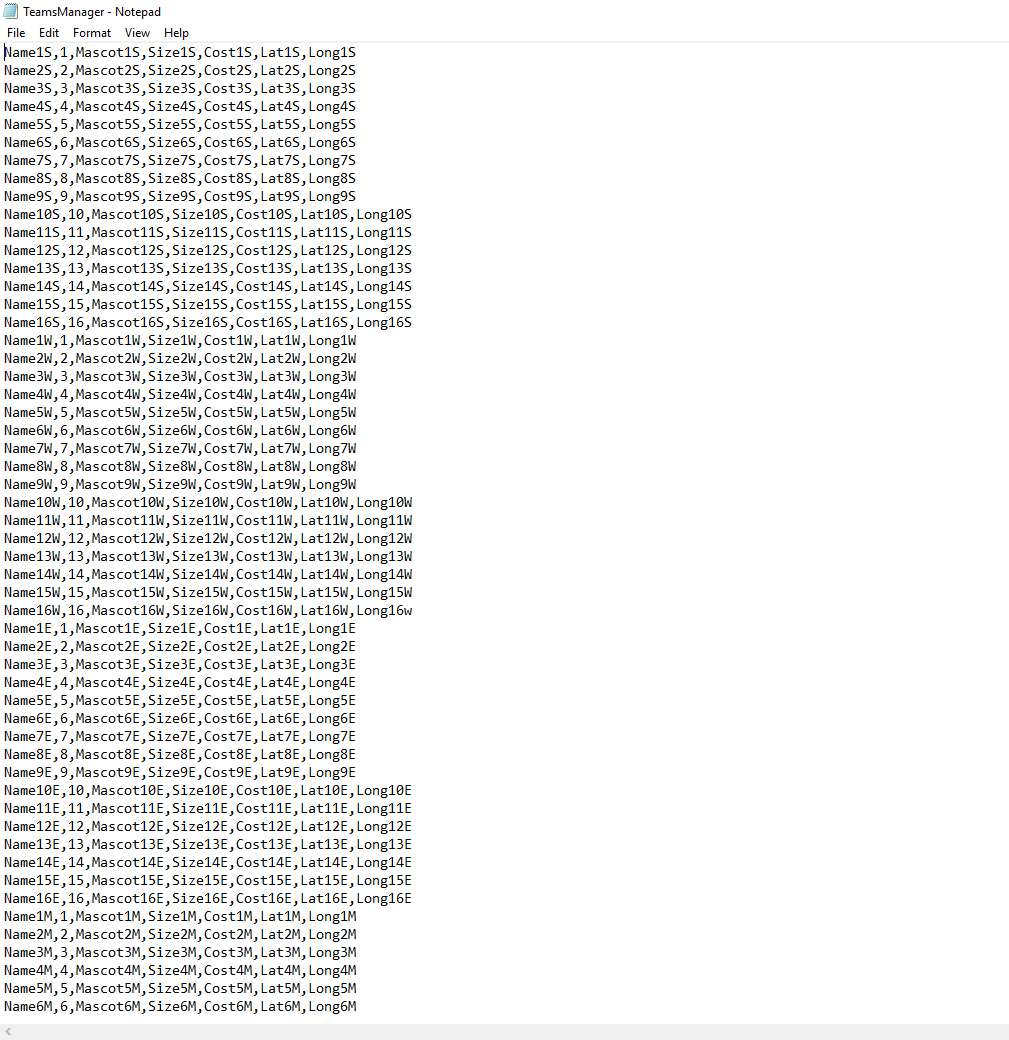 TeamsManager - Notepad
File Edit Format View Help
Name1S,1,Mascot1S,Size1S,Cost1S,Lat1S,Long1S
Name2S,2,Mascot2S,Size2S,Cost2S,Lat2S,Long2S
Name3S,3,Mascot3S,Size3S,Cost3S,Lat3S,Long3S
Name4S,4,Mascot4S,Size4S,Cost4S,Lat4S,Long4S
Name5S,5,Mascot5S,Size5S,Cost5S,Lat5S,Long5S
Name6S,6,Mascot6S,Size6S,Cost6S,Lat6S,Long6S
Name7S,7,Mascot7S,Size7S,Cost7S,Lat7S,Long7S
Name8S,8,Mascot8S,Size8S,Cost8S,Lat8S,Long8S
Name9S,9,Mascot9S,Size9S,Cost9S,Lat9S,Long9S
Name10S,10,Mascot10S,Size10S,Cost10S,Lat10S,Long10S
Name11S,11,Mascot11S,Size11S,Cost11S,Lat11S,Long11S
Name12S,12,Mascot12S,Size12S,Cost12S,Lat12S,Long12S
Name13S,13,Mascot13S,Size13S,Cost13S,Lat13S,Long13S
Name14S,14,Mascot14S,Size14S,Cost14S,Lat14S,Long14S
Name15S,15,Mascot15S,Size15S,Cost15S,Lat15S,Long15S
Name16S,16,Mascot16S,Size16S,Cost16S,Lat16S,Long16S
Name1W,1,Mascot1W,Size1W,Cost1W,Lat1W,Long1W
Name2W,2,Mascot2W,Size2W,Cost2W,Lat2W,Long2W
Name3W,3,Mascot3W,Size3W,Cost3W,Lat3W,Long3W
Name4W,4,Mascot4W,Size4W,Cost4W,Lat4W,Long4W
Name5W,5,Mascot5W,Size5W,Cost5W,Lat5W,Long5W
Name6W,6,Mascot6W,Size6W,Cost6W,Lat6W,Long6W
Name7W,7,Mascot7W,Size7W,Cost7W,Lat7W,Long7W
Name8W,8,Mascot8W,Size8W,Cost8W,Lat8W,Long8W
Name9W,9,Mascot9W,Size9W,Cost9W,Lat9W,Long9W
Name10W,10,Mascot10W,Size10W,Cost10W,Lat10W,Long10W
Name11W,11,Mascot11W,Size11W,Cost11W,Lat11W,Long11W
Name12W,12,Mascot12W,Size12W,Cost12W,Lat12W,Long12W
Name13W,13,Mascot13W,Size13W,Cost13W,Lat13W,Long13W
Name14W,14,Mascot14W,Size14W,Cost14W,Lat14W,Long14W
Name15W,15,Mascot15W,Size15W,Cost15W,Lat15W,Long15W
Name16W,16,Mascot16W,Size16W,Cost16W,Lat16W,Long16w
Name1E,1,Mascot1E,Size1E,Cost1E,Lat1E,Long1E
Name2E,2,Mascot2E,Size2E,Cost2E,Lat2E,Long2E
Name3E,3,Mascot3E,Size3E,Cost3E,Lat3E,Long3E
Name4E,4,Mascot4E,Size4E,Cost4E,Lat4E,Long4E
Name5E,5,Mascot5E,Size5E,Cost5E,Lat5E,Long5E
Name6E,6,Mascot6E,Size6E,Cost6E,Lat6E,Long6E
Name7E,7,Mascot7E,Size7E,Cost7E,Lat7E,Long7E
Name8E,8,Mascot8E,Size8E,Cost8E,Lat8E,Long8E
Name9E,9,Mascot9E,Size9E,Cost9E,Lat9E,Long9E
Name10E,10,Mascot10E,Size10E,Cost10E,Lat10E,Long10E
Name11E,11,Mascot11E,Size11E,Cost11E,Lat11E,Long11E
Name12E,12,Mascot12E,Size12E,Cost12E,Lat12E,Long12E
Name13E,13,Mascot13E,Size13E,Cost13E,Lat13E,Long13E
Name14E,14,Mascot14E,Size14E,Cost14E,Lat14E,Long14E
Name15E,15,Mascot15E,Size15E,Cost15E,Lat15E,Long15E
Name16E,16,Mascot16E,Size16E,Cost16E,Lat16E,Long16E
Name1M,1,Mascot1M,Size1M,Cost1M,Lat1M,Long1M
Name2M,2,Mascot2M,Size2M,Cost2M,Lat2M,Long2M
Name3M,3,Mascot3M,Size3M,Cost3M,Lat3M,Long3M
Name4M,4,Mascot4M,Size4M,Cost4M,Lat4M,Long4M
Name5M,5,Mascot5M,Size5M,Cost5M,Lat5M,Long5M
Name6M,6,Mascot6M,Size6M,Cost6M,Lat6M,Long6M